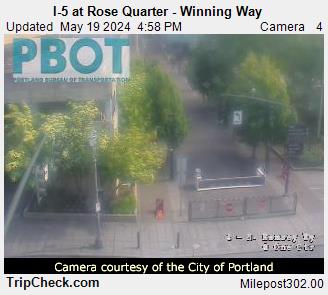 I-5 at Rose Quarter - Winning Way
Updated May 19 2024 4:58 PM Camera 4
PBOT
PORTLAND BUREAU OF TRANSPORTATION
Camera courtesy of the City of Portland
TripCheck.com Milepost302.00